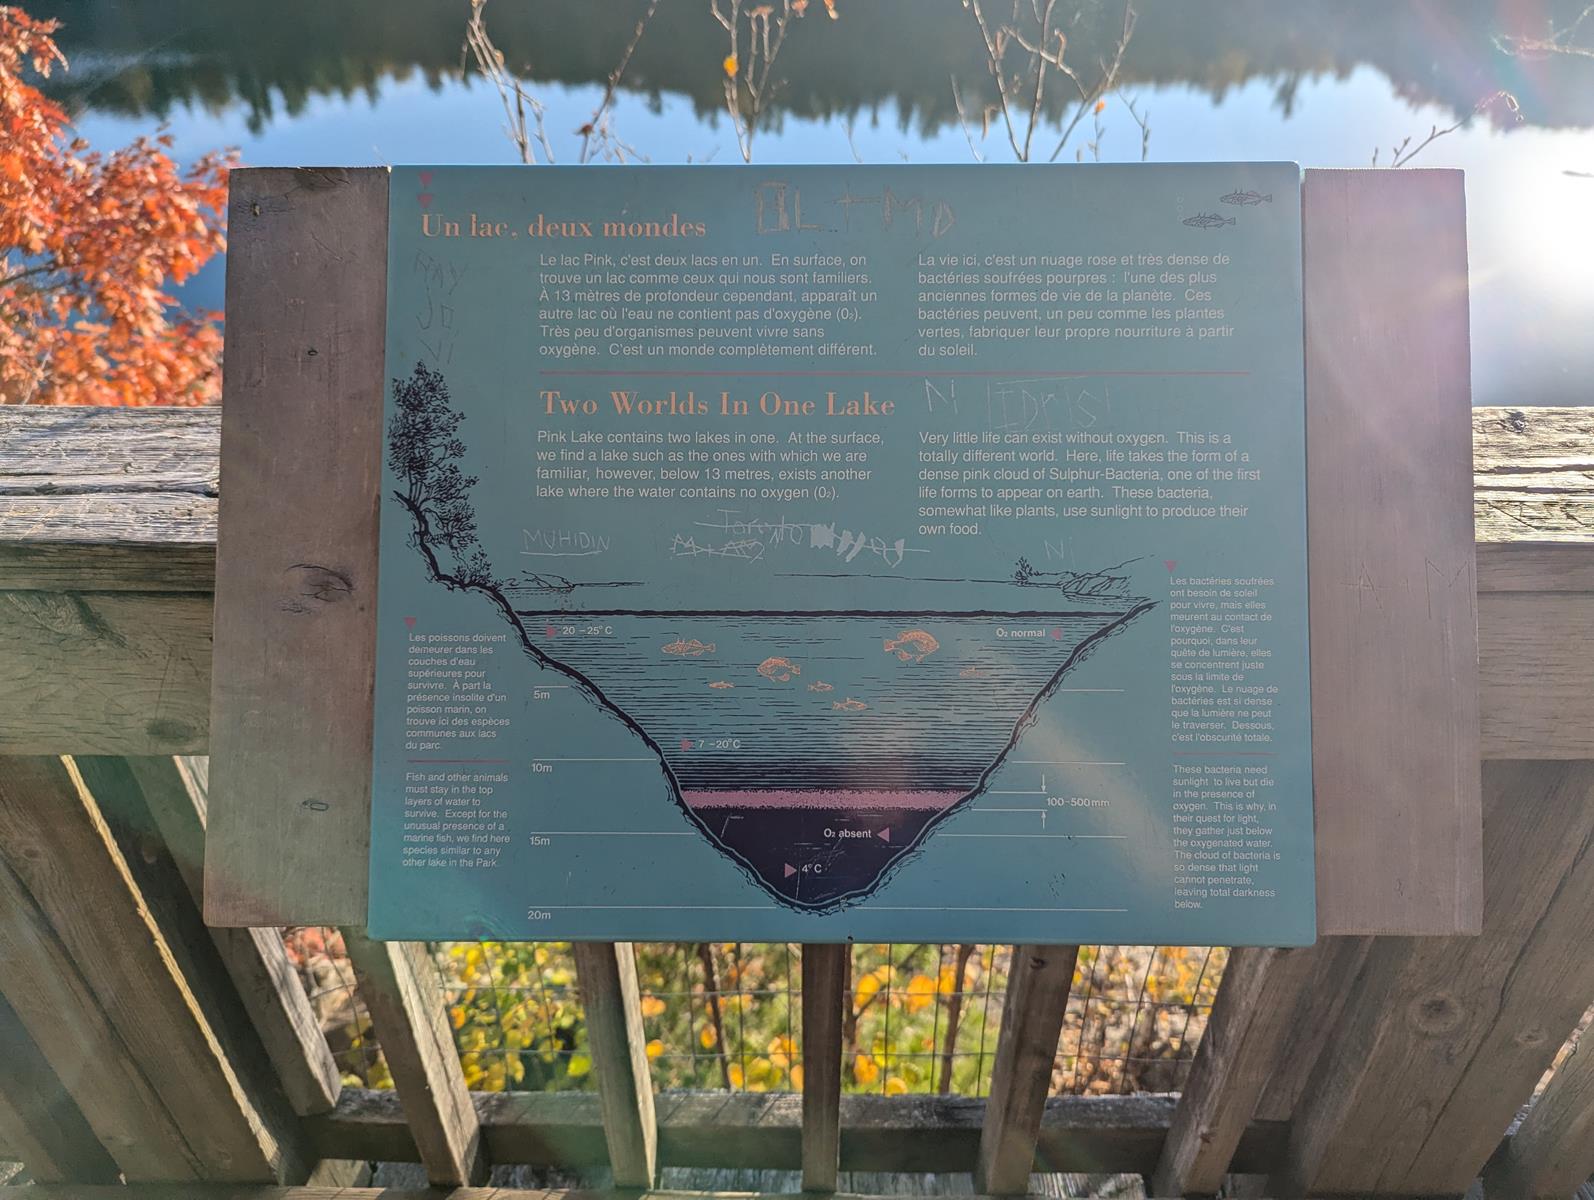 Un lac, deux mondes
Le lac Pink, c'est deux lacs en un. En surface, on
trouve un lac comme ceux qui nous sont familiers.
À 13 mètres de profondeur cependant, apparaît un
autre lac où l'eau ne contient pas d'oxygène (0₂).
Très peu d'organismes peuvent vivre sans
oxygène. C'est un monde complètement différent.
La vie ici, c'est un nuage rose et très dense de
bactéries soufrées pourpres : l'une des plus
anciennes formes de vie de la planète. Ces
bactéries peuvent, un peu comme les plantes
vertes, fabriquer leur propre nourriture à partir
du soleil.
Two Worlds In One Lake
Pink Lake contains two lakes in one. At the surface,
we find a lake such as the ones with which we are
familiar, however, below 13 metres, exists another
lake where the water contains no oxygen (0₂).
Very little life can exist without oxygen. This is a
totally different world. Here, life takes the form of a
dense pink cloud of Sulphur-Bacteria, one of the first
life forms to appear on earth. These bacteria,
somewhat like plants, use sunlight to produce their
own food.
MUHIDIN
Les poissons doivent
demeurer dans les
couches d'eau
supérieures pour
survivre. À part la
présence insolite d'un
poisson marin, on
trouve ici des espèces
communes aux lacs
du parc.
Fish and other animals
must stay in the top
layers of water to
survive. Except for the
unusual presence of a
marine fish, we find here
species similar to any
other lake in the Park.
20 –25°C
O₂ normal
5m
7 –20°C
10m
100-500mm
O₂ absent
15m
4°C
20m
Les bactéries soufrées
ont besoin de soleil
pour vivre, mais elles
meurent au contact de
l'oxygène. C'est
pourquoi, dans leur
quête de lumière, elles
se concentrent juste
sous la limite de
l'oxygène. Le nuage de
bactéries est si dense
que la lumière ne peut
le traverser. Dessous,
c'est l'obscurité totale.
These bacteria need
sunlight to live but die
in the presence of
oxygen. This is why, in
their quest for light,
they gather just below
the oxygenated water.
The cloud of bacteria is
so dense that light
cannot penetrate,
leaving total darkness
below.